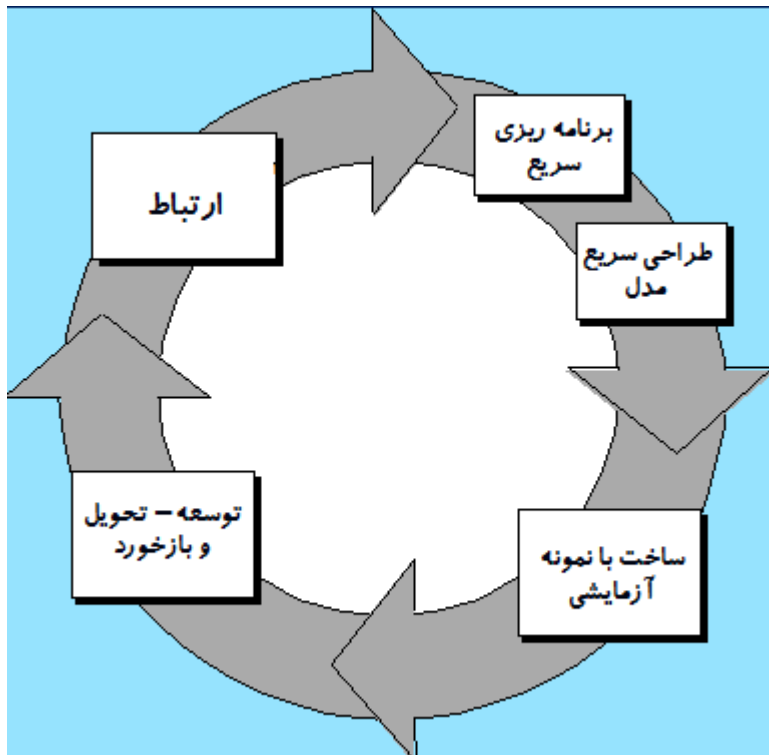 برنامه ریزی
سریع
ارتباط
طراحی سریع
مدل
ساخت با نمونه
آزمایشی
توسعه – تحویل
و بازخورد